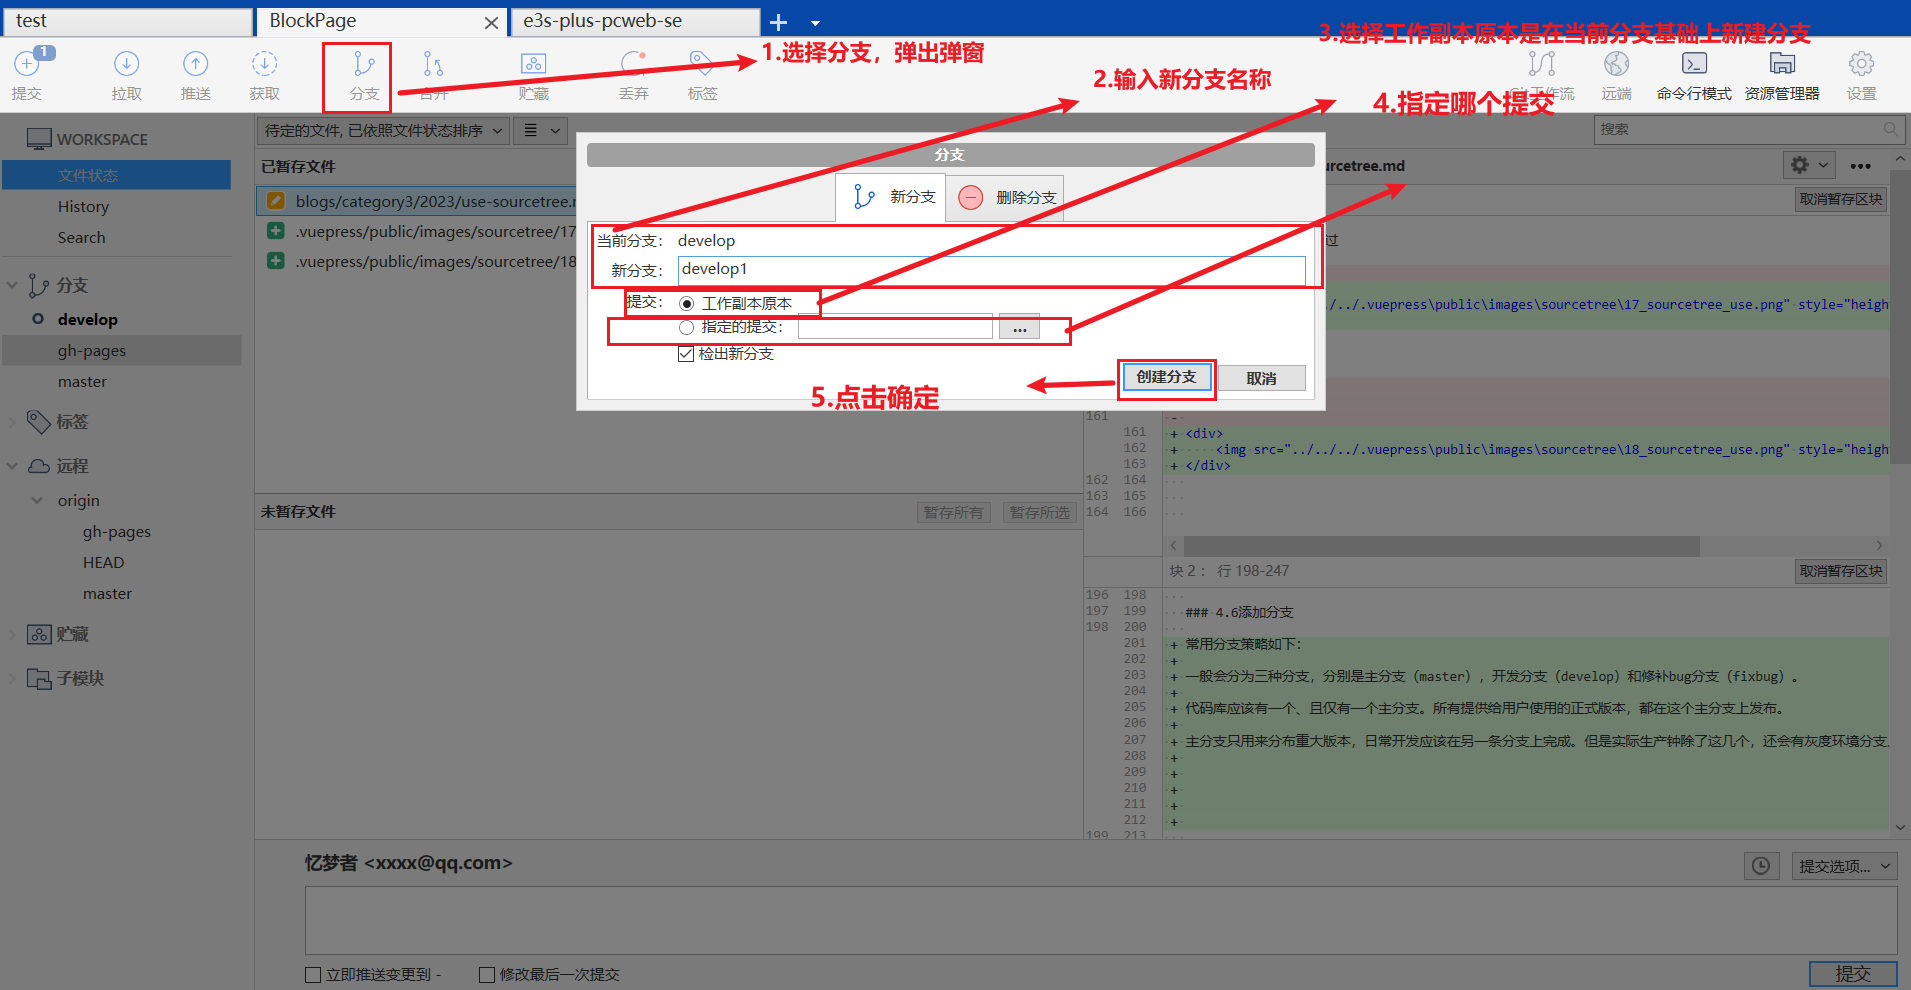 test
BlockPage
e3s-plus-pcweb-se
1
提交
拉取
推送
获取
分支
合并
贮藏
丢弃
标签
Git工作流
远端
命令行模式
资源管理器
设置
1.选择分支，弹出弹窗
2.输入新分支名称
3.选择工作副本原本是在当前分支基础上新建分支
4.指定哪个提交
WORKSPACE
文件状态
History
Search
分支
develop
gh-pages
master
标签
远程
origin
gh-pages
HEAD
master
贮藏
子模块
待定的文件, 已依照文件状态排序
搜索
已暂存文件
blogs/category3/2023/use-sourcetree.
.vuepress/public/images/sourcetree/17
.vuepress/public/images/sourcetree/18
分支
新分支
删除分支
当前分支：
develop
新分支：
develop1
提交：
工作副本原本
指定的提交：
...
检出新分支
创建分支
取消
5.点击确定
urcetree.md
取消暂存区块
过
/../.vuepress\public\images\sourcetree\17_sourcetree_use.png" style="heigh
161
-
161 + <div>
162 + <img src="../../../.vuepress\public\images\sourcetree\18_sourcetree_use.png" style="heigh
163 + </div>
162 164
163 165
164 166
未暂存文件
暂存所有
暂存所选
块 2： 行 198-247
取消暂存区块
196 198
197 199 ### 4.6添加分支
198 200
201 + 常用分支策略如下：
202 +
203 + 一般会分为三种分支，分别是主分支（master）, 开发分支（develop）和修补bug分支（fixbug）。
204 +
205 + 代码库应该有一个、且仅有一个主分支。所有提供给用户使用的正式版本，都在这个主分支上发布。
206 +
207 + 主分支只用来分布重大版本，日常开发应该在另一条分支上完成。但是实际生产钟除了这几个，还会有灰度环境分支
208 +
209 +
210 +
211 +
212 +
199 213
忆梦者 <xxxx@qq.com>
提交选项...
立即推送变更到 -
修改最后一次提交
提交